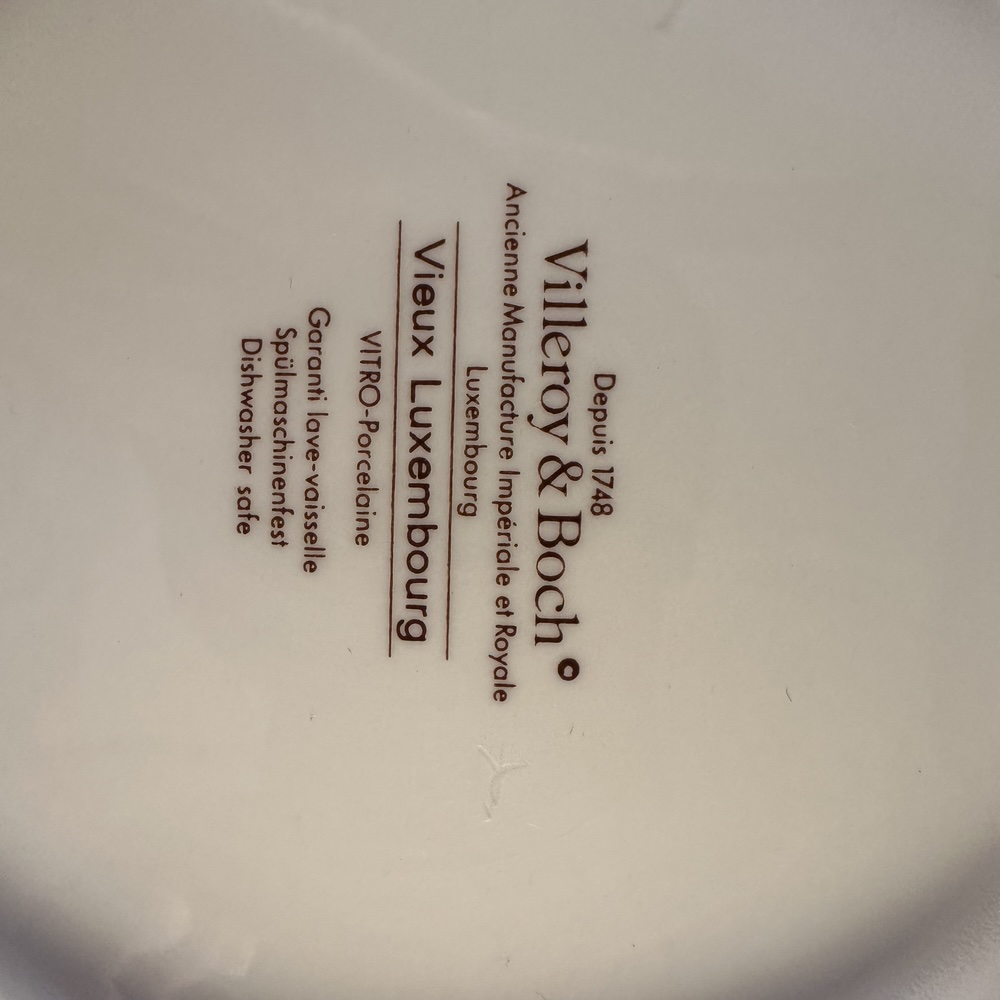 Depuis 1748
Villeroy & Boch
Ancienne Manufacture Impériale et Royale
Luxembourg
Vieux Luxembourg
VITRO-Porcelaine
Garanti lave-vaisselle
Spülmaschinenfest
Dishwasher safe